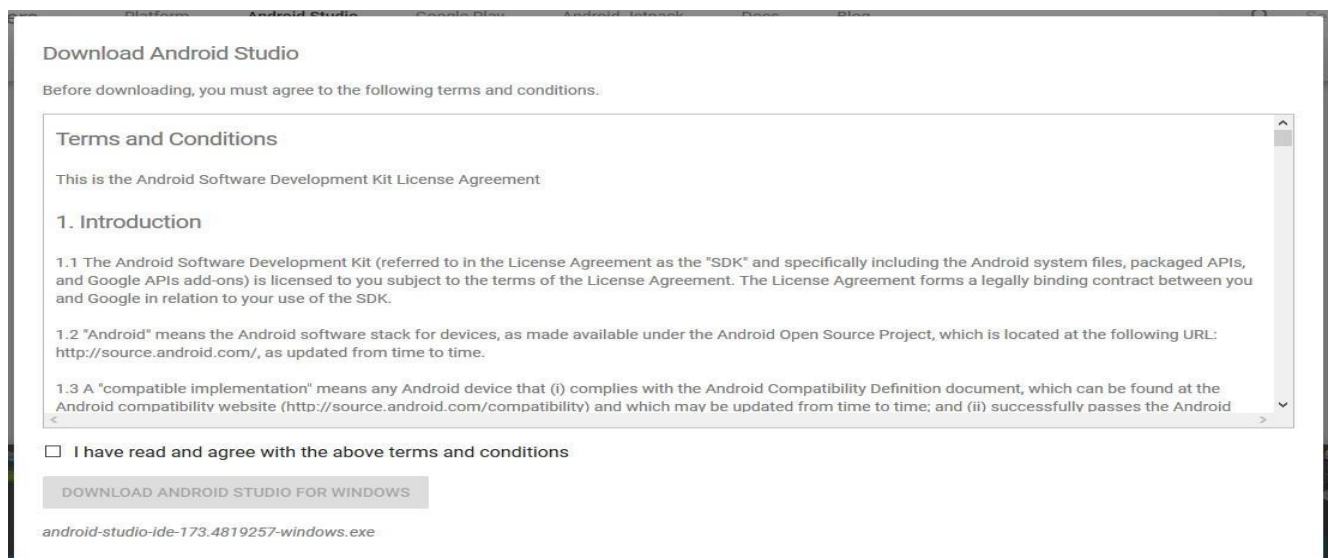 Platform Android Studio Google Play Android Jetpack Docs Blog
Download Android Studio
Before downloading, you must agree to the following terms and conditions.
Terms and Conditions
This is the Android Software Development Kit License Agreement
1. Introduction
1.1 The Android Software Development Kit (referred to in the License Agreement as the "SDK" and specifically including the Android system files, packaged APIs,
and Google APIs add-ons) is licensed to you subject to the terms of the License Agreement. The License Agreement forms a legally binding contract between you
and Google in relation to your use of the SDK.
1.2 "Android" means the Android software stack for devices, as made available under the Android Open Source Project, which is located at the following URL:
http://source.android.com/, as updated from time to time.
1.3 A "compatible implementation" means any Android device that (i) complies with the Android Compatibility Definition document, which can be found at the
Android compatibility website (http://source.android.com/compatibility) and which may be updated from time to time; and (ii) successfully passes the Android
I have read and agree with the above terms and conditions
DOWNLOAD ANDROID STUDIO FOR WINDOWS
android-studio-ide-173.4819257-windows.exe